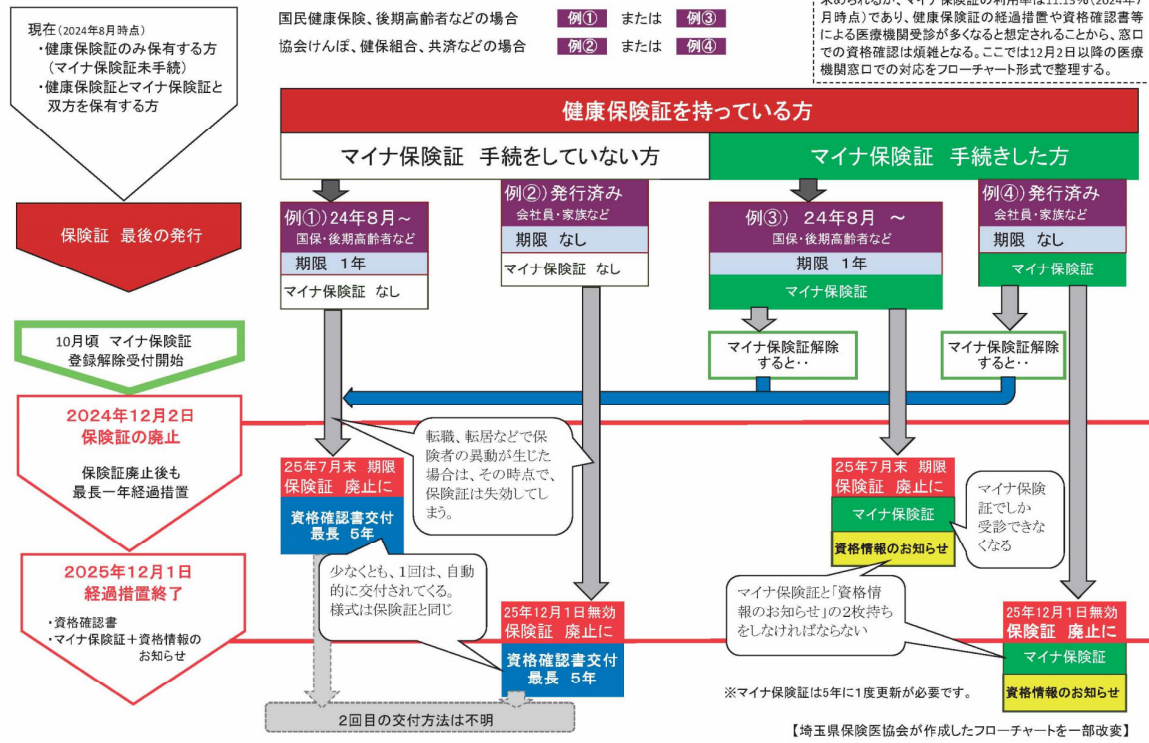 現在(2024年8月時点)
・健康保険証のみ保有する方
(マイナ保険証未手続)
・健康保険証とマイナ保険証と
双方を保有する方
国民健康保険、後期高齢者などの場合 例① または 例③
協会けんぽ、健保組合、共済などの場合 例② または 例④
月時点)であり、健康保険証の経過措置や資格確認書等
による医療機関受診が多くなると想定されることから、窓口
での資格確認は煩雑となる。ここでは12月2日以降の医療
機関窓口での対応をフローチャート形式で整理する。
健康保険証を持っている方
マイナ保険証 手続をしていない方
マイナ保険証 手続きした方
保険証 最後の発行
例①)24年8月~
国保・後期高齢者など
期限 1年
マイナ保険証 なし
例②)発行済み
会社員・家族など
期限 なし
マイナ保険証 なし
例③) 24年8月 ~
国保・後期高齢者など
期限 1年
マイナ保険証
例④)発行済み
会社員・家族など
期限 なし
マイナ保険証
10月頃 マイナ保険証
登録解除受付開始
マイナ保険証解除
すると‥
マイナ保険証解除
すると‥
2024年12月2日
保険証の廃止
保険証廃止後も
最長一年経過措置
転職、転居などで保
険者の異動が生じた
場合は、その時点で、
保険証は失効してし
まう。
25年7月末 期限
保険証 廃止に
資格確認書交付
最長 5年
25年7月末 期限
保険証 廃止に
マイナ保険証
資格情報のお知らせ
マイナ保険
証でしか
受診できな
くなる
2025年12月1日
経過措置終了
・資格確認書
・マイナ保険証+資格情報の
お知らせ
少なくとも、1回は、自動
的に交付されてくる。
様式は保険証と同じ
25年12月1日無効
保険証 廃止に
資格確認書交付
最長 5年
マイナ保険証と「資格情
報のお知らせ」の2枚持ち
をしなければならない
25年12月1日無効
保険証 廃止に
マイナ保険証
資格情報のお知らせ
※マイナ保険証は5年に1度更新が必要です。
2回目の交付方法は不明
【埼玉県保険医協会が作成したフローチャートを一部改変】